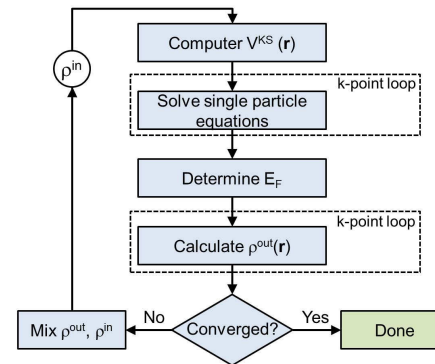 Computer V^KS (r)
ρ^in
k-point loop
Solve single particle
equations
Determine E_F
k-point loop
Calculate ρ^out(r)
No
Converged?
Yes
Mix ρ^out, ρ^in
Done